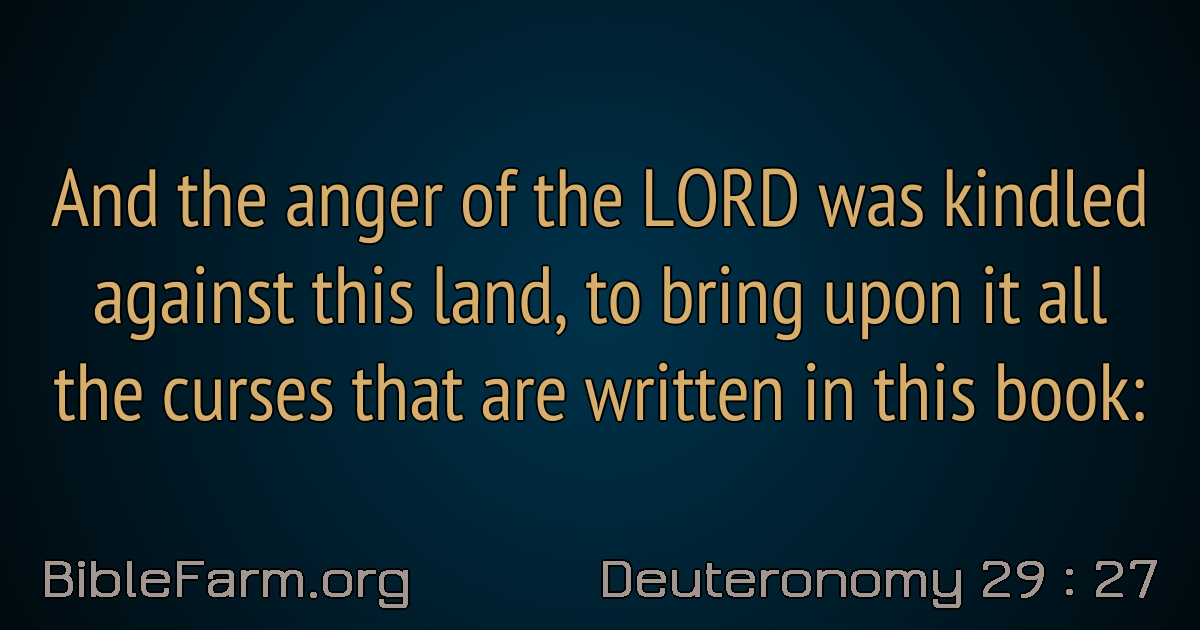 And the anger of the LORD was kindled
against this land, to bring upon it all
the curses that are written in this book:
BibleFarm.org
Deuteronomy 29 : 27